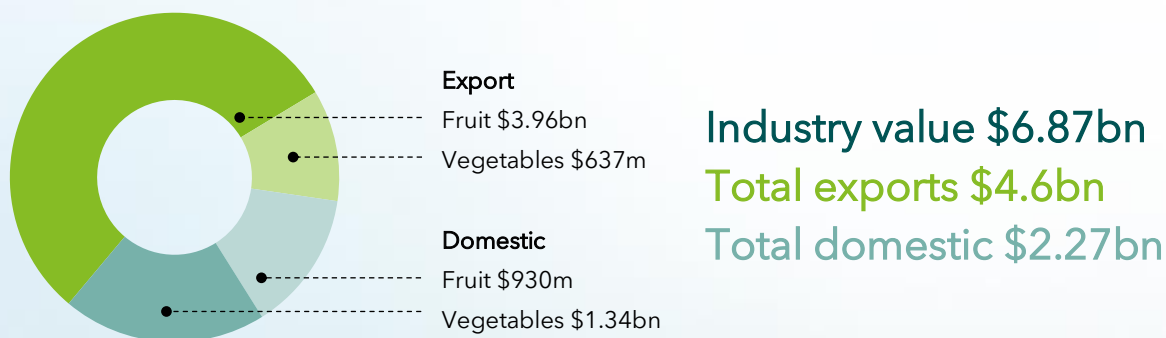 Export
Fruit $3.96bn
Vegetables $637m
Domestic
Fruit $930m
Vegetables $1.34bn
Industry value $6.87bn
Total exports $4.6bn
Total domestic $2.27bn